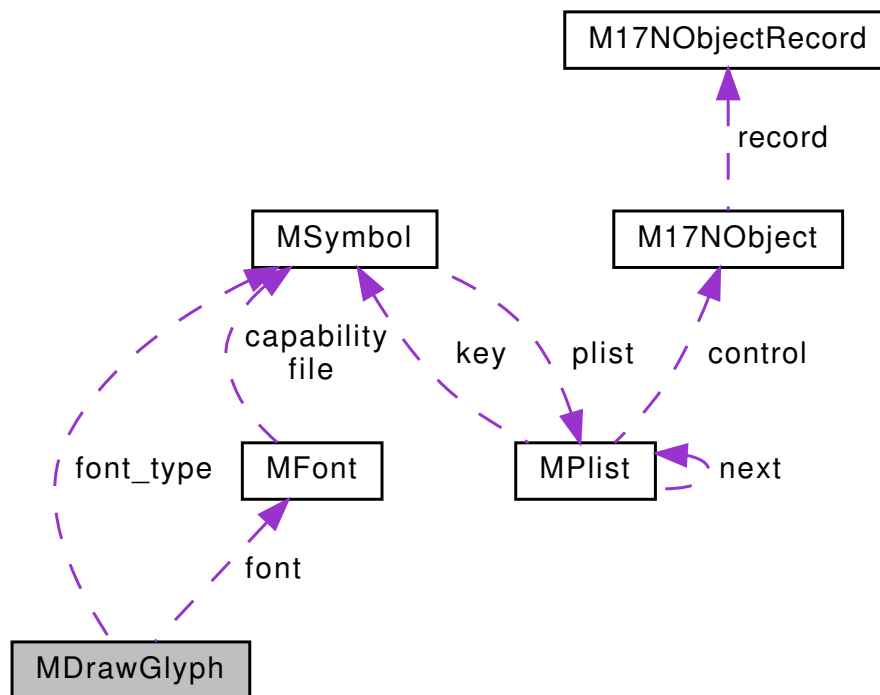 M17NObjectRecord
record
MSymbol
M17NObject
capability
file
key
plist
control
font_type
MFont
MPlist
next
font
MDrawGlyph